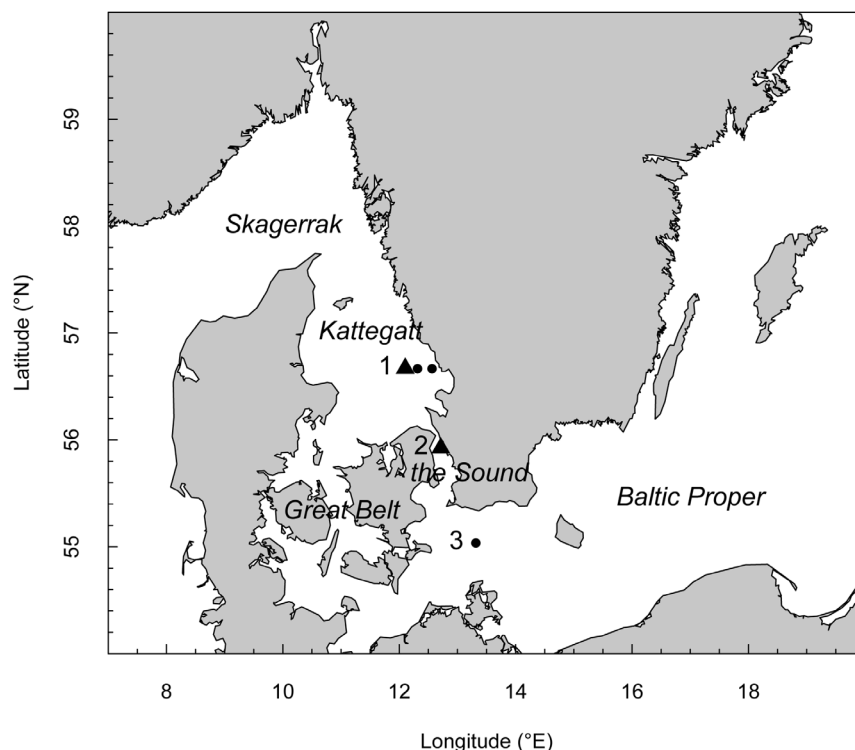 59
58
57
56
55
Latitude (°N)
Skagerrak
Kattegatt
1
2
the Sound
Great Belt
Baltic Proper
3
8 10 12 14 16 18
Longitude (°E)